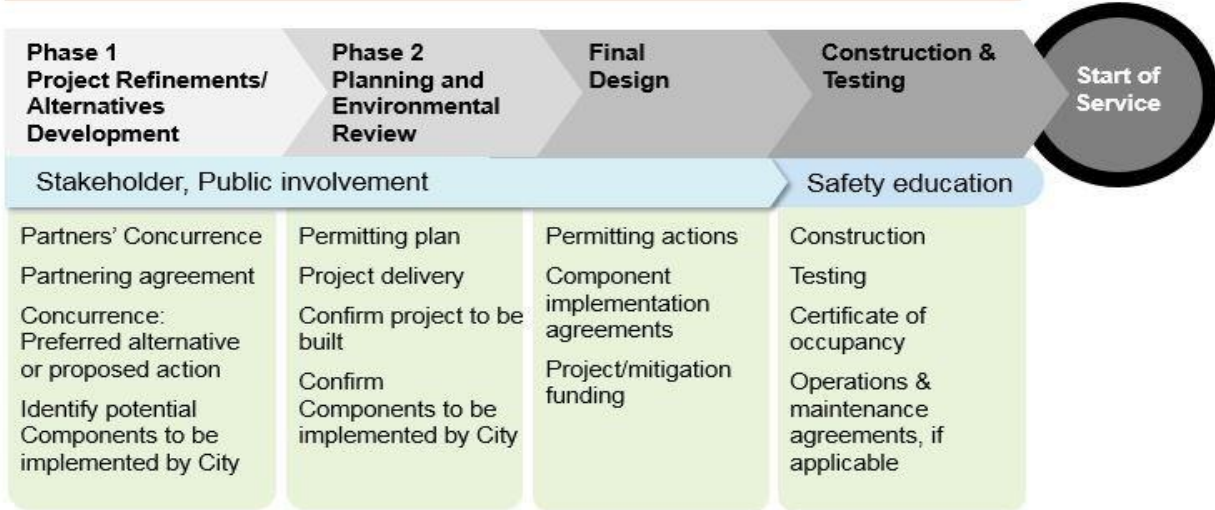 Phase 1
Project Refinements/
Alternatives
Development
Phase 2
Planning and
Environmental
Review
Final
Design
Construction &
Testing
Start of
Service
Stakeholder, Public involvement
Safety education
Partners' Concurrence
Partnering agreement
Concurrence:
Preferred alternative
or proposed action
Identify potential
Components to be
implemented by City
Permitting plan
Project delivery
Confirm project to be
built
Confirm
Components to be
implemented by City
Permitting actions
Component
implementation
agreements
Project/mitigation
funding
Construction
Testing
Certificate of
occupancy
Operations &
maintenance
agreements, if
applicable